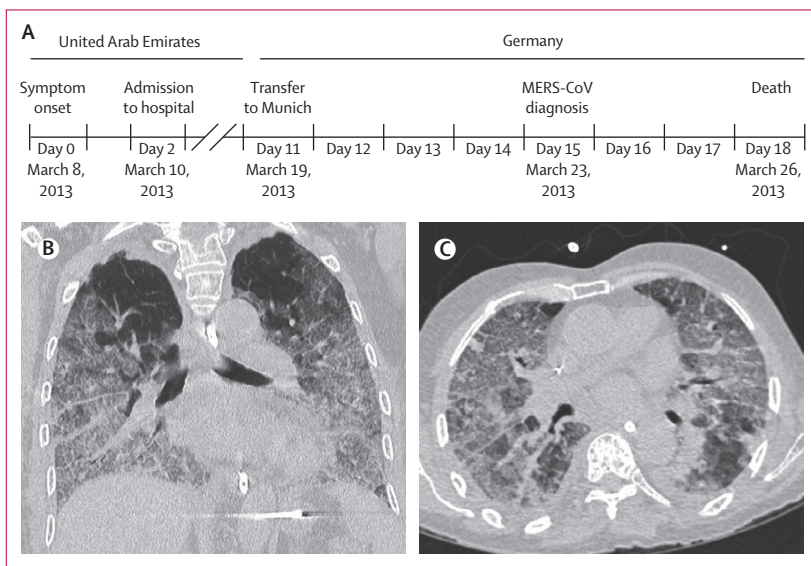 A
United Arab Emirates
Germany
Symptom onset
Admission to hospital
Transfer to Munich
MERS-CoV diagnosis
Death
Day 0
Day 2
Day 11
Day 12
Day 13
Day 14
Day 15
Day 16
Day 17
Day 18
March 8, 2013
March 10, 2013
March 19, 2013
March 23, 2013
March 26, 2013
B
C